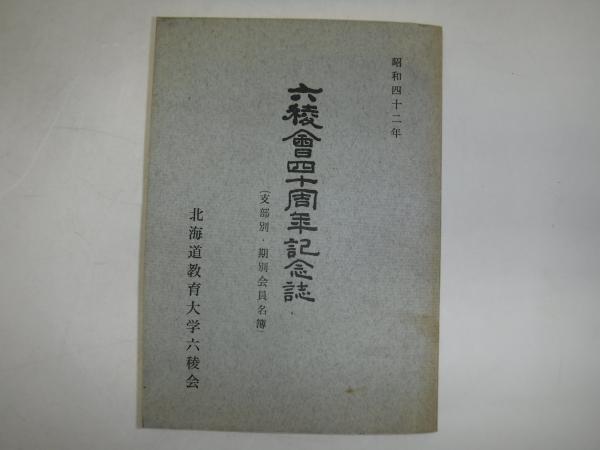 昭和四十二年
六稜會四十周年記念誌
（支部別・期別会員名簿）
北海道教育大学六稜会